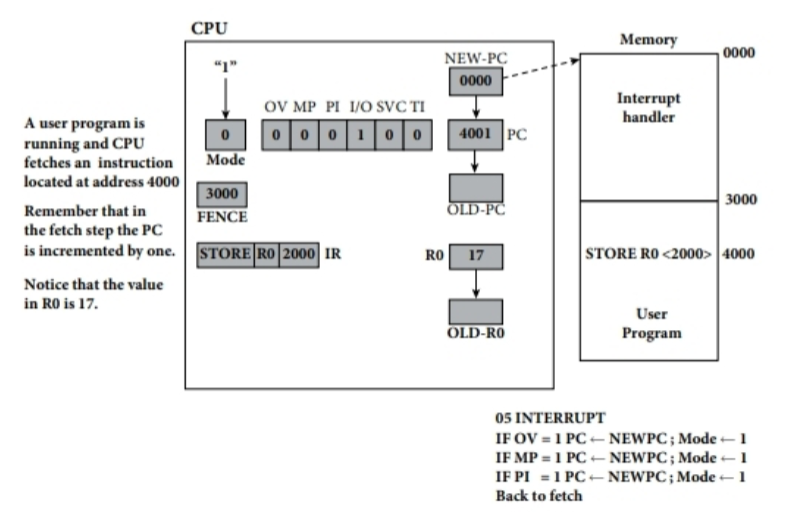 CPU
Memory
0000
NEW-PC
"1"
0000
OV MP PI I/O SVC TI
Interrupt
handler
A user program is
running and CPU
fetches an instruction
located at address 4000
0
0 0 0 1 0 0
4001 PC
Mode
3000
FENCE
OLD-PC
3000
Remember that in
the fetch step the PC
is incremented by one.
STORE R0 2000 IR
R0 17
STORE R0 <2000> 4000
Notice that the value
in R0 is 17.
OLD-R0
User
Program
05 INTERRUPT
IF OV = 1 PC ← NEWPC; Mode ← 1
IF MP = 1 PC ← NEWPC; Mode ← 1
IF PI = 1 PC ← NEWPC; Mode ← 1
Back to fetch